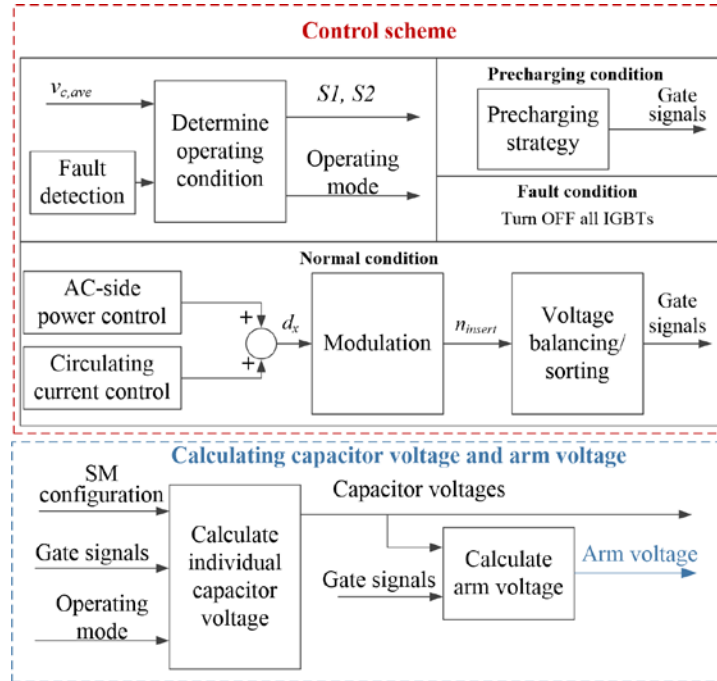 Control scheme
v_{c,ave}
Fault
detection
Determine
operating
condition
S1, S2
Operating
mode
Precharging condition
Precharging
strategy
Gate
signals
Fault condition
Turn OFF all IGBTs
Normal condition
AC-side
power control
Circulating
current control
+
+
d_x
Modulation
n_{insert}
Voltage
balancing/
sorting
Gate
signals
Calculating capacitor voltage and arm voltage
SM
configuration
Gate signals
Operating
mode
Calculate
individual
capacitor
voltage
Capacitor voltages
Gate signals
Calculate
arm voltage
Arm voltage